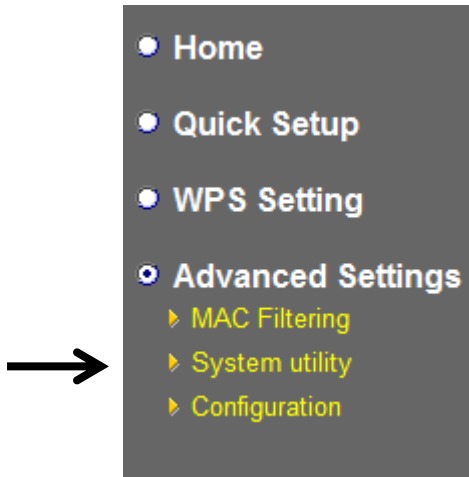 Home
Quick Setup
WPS Setting
Advanced Settings
MAC Filtering
System utility
Configuration